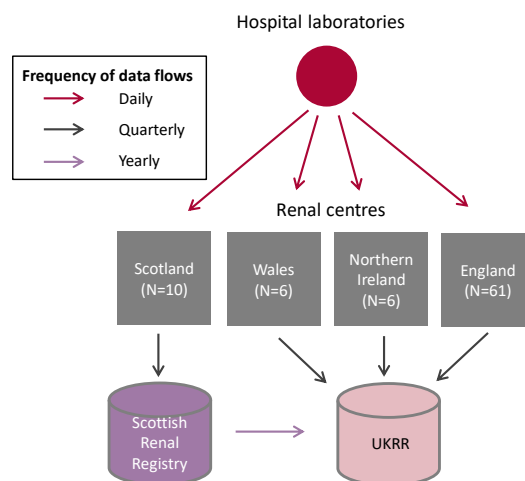 Hospital laboratories
Frequency of data flows
Daily
Quarterly
Yearly
Renal centres
Scotland
(N=10)
Wales
(N=6)
Northern
Ireland
(N=6)
England
(N=61)
Scottish
Renal
Registry
UKRR